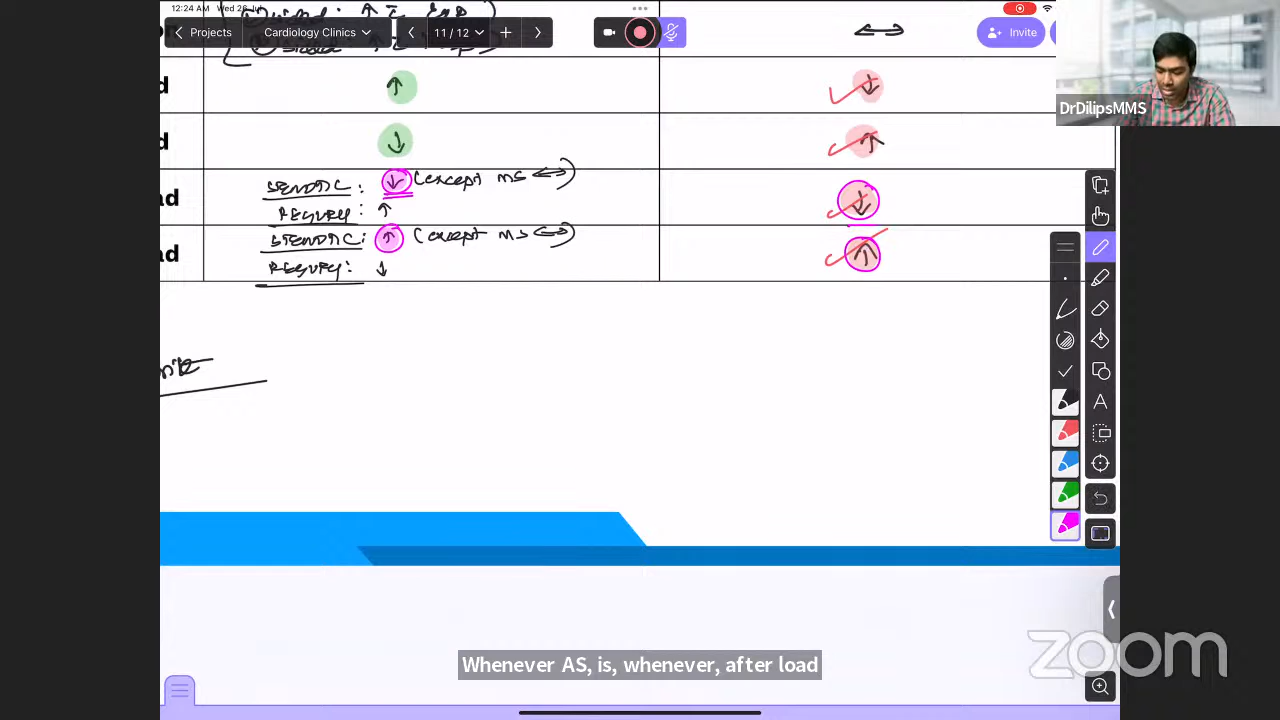 12:24 AM Wed 26 Jul
Projects
Cardiology Clinics
11 / 12
Invite
DrDilipsMMS
d
↑
↓
d
↓
↑
ad
STENOTIC : ↓ (except MS ↔)
REGURG : ↑
↓
ad
STENOTIC : ↑ (except MS ↔)
REGURG : ↓
↑
A
Whenever AS, is, whenever, after load
zoom